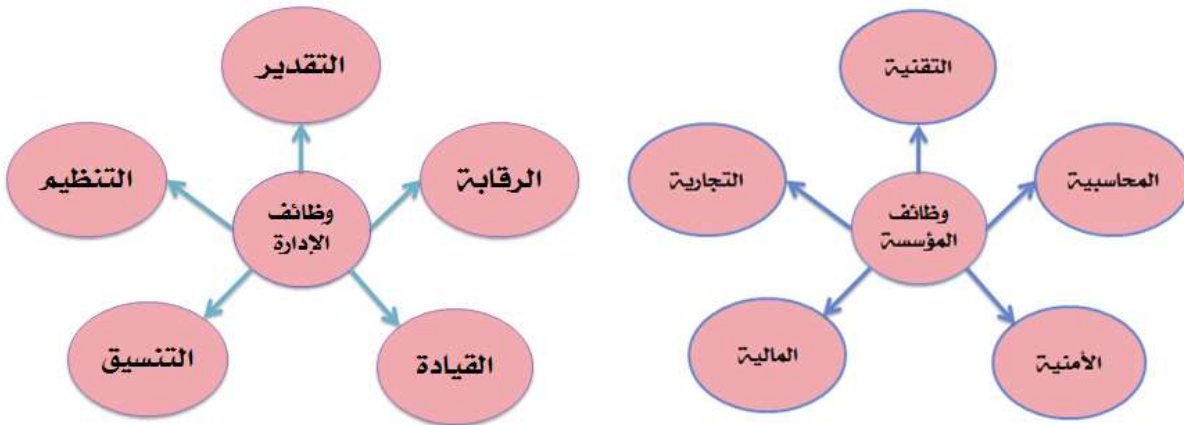 التقنية
المحاسبية
وظائف
المؤسسة
التجارية
الأمنية
المالية
التقدير
الرقابة
وظائف
الإدارة
التنظيم
القيادة
التنسيق